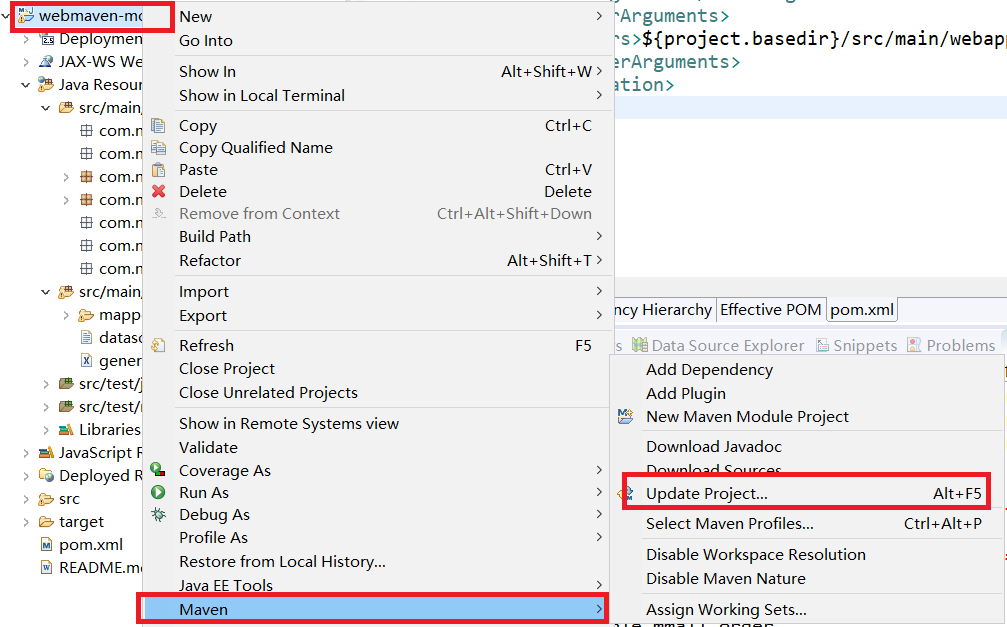 webmaven-mc
Deploymen
JAX-WS We
Java Resour
src/main,
com.n
com.n
com.n
com.n
com.n
com.n
com.n
src/main,
mapp
datasc
gener
src/test/j
src/test/r
Libraries
JavaScript R
Deployed R
src
target
pom.xml
README.m
New
Go Into
Show In Alt+Shift+W
Show in Local Terminal
Copy Ctrl+C
Copy Qualified Name
Paste Ctrl+V
Delete Delete
Remove from Context Ctrl+Alt+Shift+Down
Build Path
Refactor Alt+Shift+T
Import
Export
Refresh F5
Close Project
Close Unrelated Projects
Show in Remote Systems view
Validate
Coverage As
Run As
Debug As
Profile As
Restore from Local History...
Java EE Tools
Maven
rArguments>
rs>${project.basedir}/src/main/webapp
erArguments>
ation>
ncy Hierarchy Effective POM pom.xml
s Data Source Explorer Snippets Problems
Add Dependency
Add Plugin
New Maven Module Project
Download Javadoc
Download Sources
Update Project... Alt+F5
Select Maven Profiles... Ctrl+Alt+P
Disable Workspace Resolution
Disable Maven Nature
Assign Working Sets...